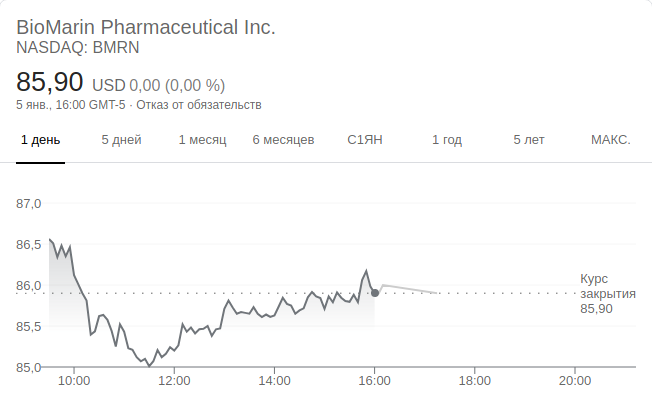 BioMarin Pharmaceutical Inc.
NASDAQ: BMRN
85,90 USD 0,00 (0,00 %)
5 янв., 16:00 GMT-5 · Отказ от обязательств
1 день 5 дней 1 месяц 6 месяцев С1ЯН 1 год 5 лет МАКС.
87,0
86,5
86,0
85,5
85,0
Курс
закрытия
85,90
10:00 12:00 14:00 16:00 18:00 20:00